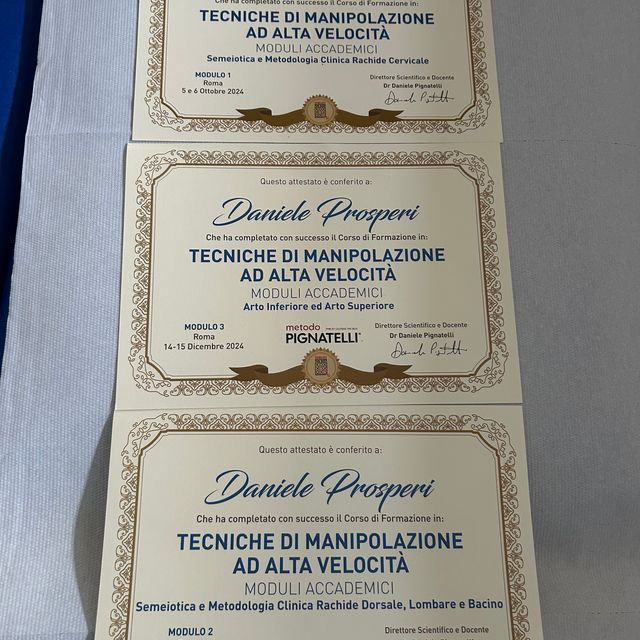 Che ha completato con successo il Corso di Formazione in:
TECNICHE DI MANIPOLAZIONE
AD ALTA VELOCITÀ
MODULI ACCADEMICI
Semeiotica e Metodologia Clinica Rachide Cervicale
MODULO 1
Roma
5 e 6 Ottobre 2024
Direttore Scientifico e Docente
Dr Daniele Pignatelli
Questo attestato è conferito a:
Daniele Prosperi
Che ha completato con successo il Corso di Formazione in:
TECNICHE DI MANIPOLAZIONE
AD ALTA VELOCITÀ
MODULI ACCADEMICI
Arto Inferiore ed Arto Superiore
MODULO 3
Roma
14-15 Dicembre 2024
metodo
PIGNATELLI
Direttore Scientifico e Docente
Dr Daniele Pignatelli
Questo attestato è conferito a:
Daniele Prosperi
Che ha completato con successo il Corso di Formazione in:
TECNICHE DI MANIPOLAZIONE
AD ALTA VELOCITÀ
MODULI ACCADEMICI
Semeiotica e Metodologia Clinica Rachide Dorsale, Lombare e Bacino
MODULO 2
Direttore Scientifico e Docente